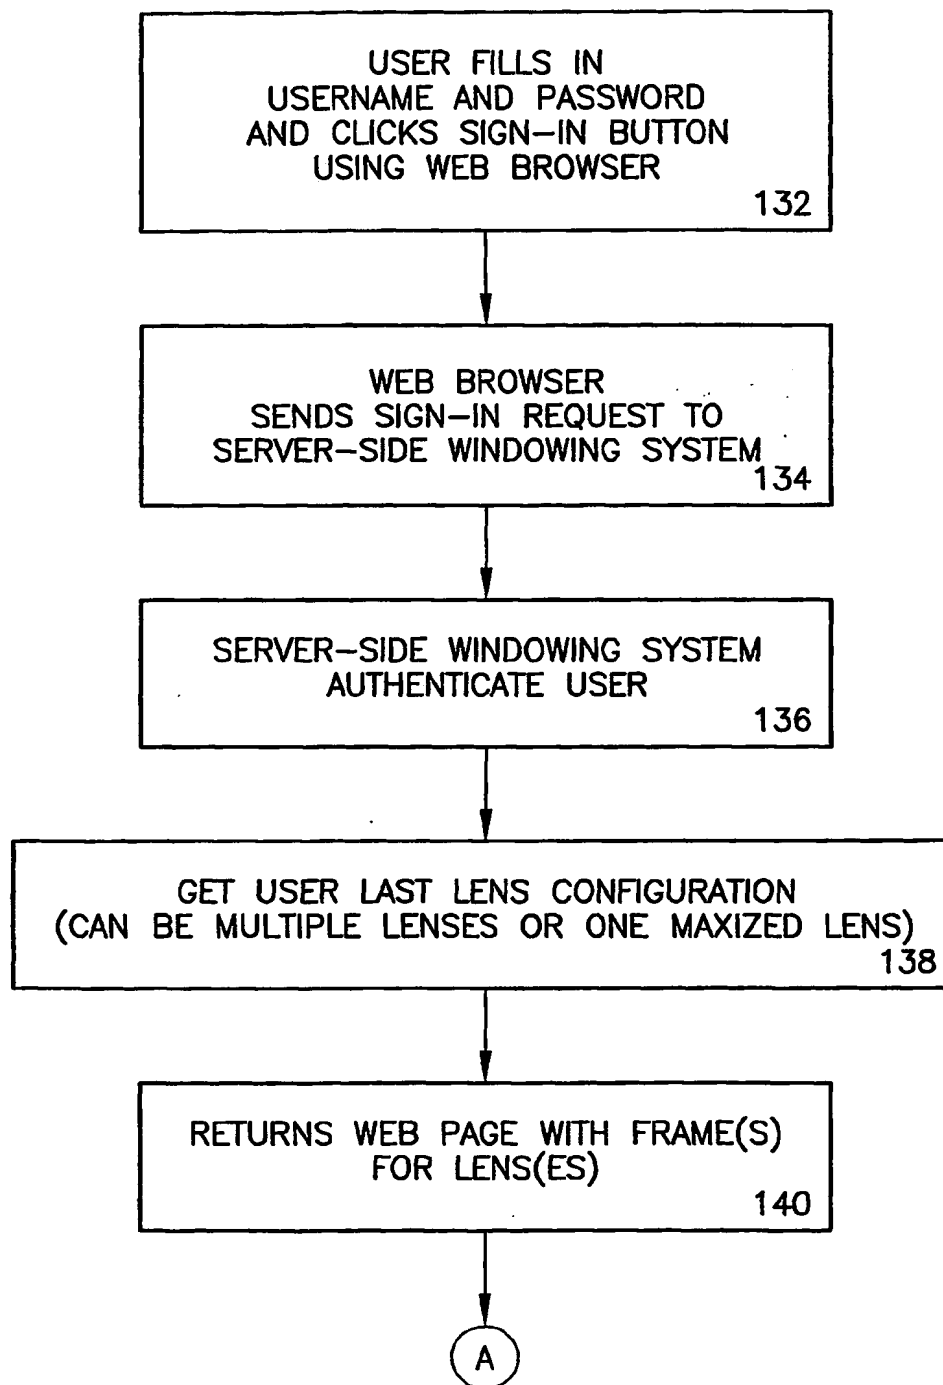 USER FILLS IN
USERNAME AND PASSWORD
AND CLICKS SIGN-IN BUTTON
USING WEB BROWSER
132
WEB BROWSER
SENDS SIGN-IN REQUEST TO
SERVER-SIDE WINDOWING SYSTEM
134
SERVER-SIDE WINDOWING SYSTEM
AUTHENTICATE USER
136
GET USER LAST LENS CONFIGURATION
(CAN BE MULTIPLE LENSES OR ONE MAXIZED LENS)
138
RETURNS WEB PAGE WITH FRAME(S)
FOR LENS(ES)
140
A